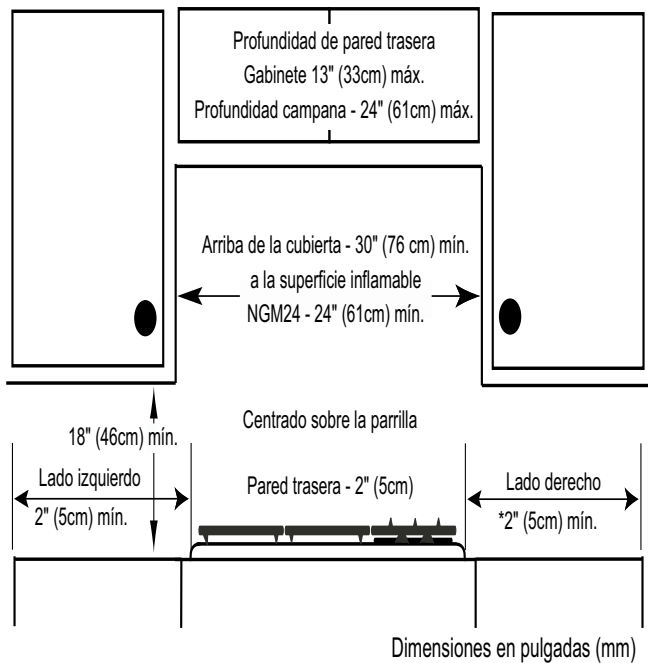 Profundidad de pared trasera
Gabinete 13" (33cm) máx.
Profundidad campana - 24" (61cm) máx.
Arriba de la cubierta - 30" (76 cm) mín.
a la superficie inflamable
NGM24 - 24" (61cm) mín.
18" (46cm) mín.
Centrado sobre la parrilla
Lado izquierdo
2" (5cm) mín.
Pared trasera - 2" (5cm)
Lado derecho
*2" (5cm) mín.
Dimensiones en pulgadas (mm)